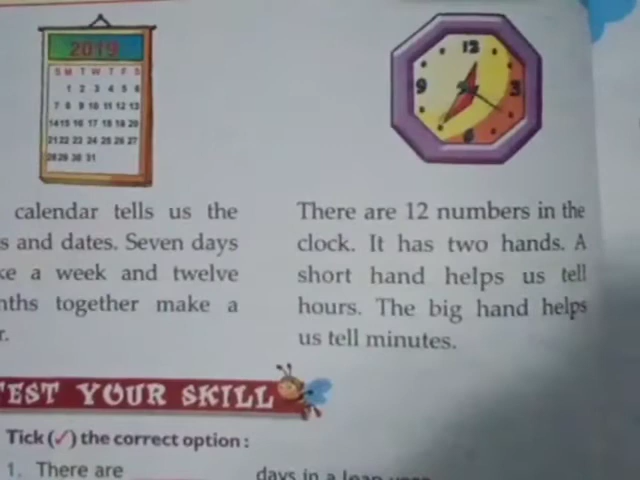 2019
S M T W T F S
1 2 3 4 5 6
7 8 9 10 11 12 13
14 15 16 17 18 19 20
21 22 23 24 25 26 27
28 29 30 31
12
9 3
6
calendar tells us the
s and dates. Seven days
ke a week and twelve
nths together make a
r.
There are 12 numbers in the
clock. It has two hands. A
short hand helps us tell
hours. The big hand helps
us tell minutes.
TEST YOUR SKILL
Tick (✓) the correct option :
1. There are days in a leap year